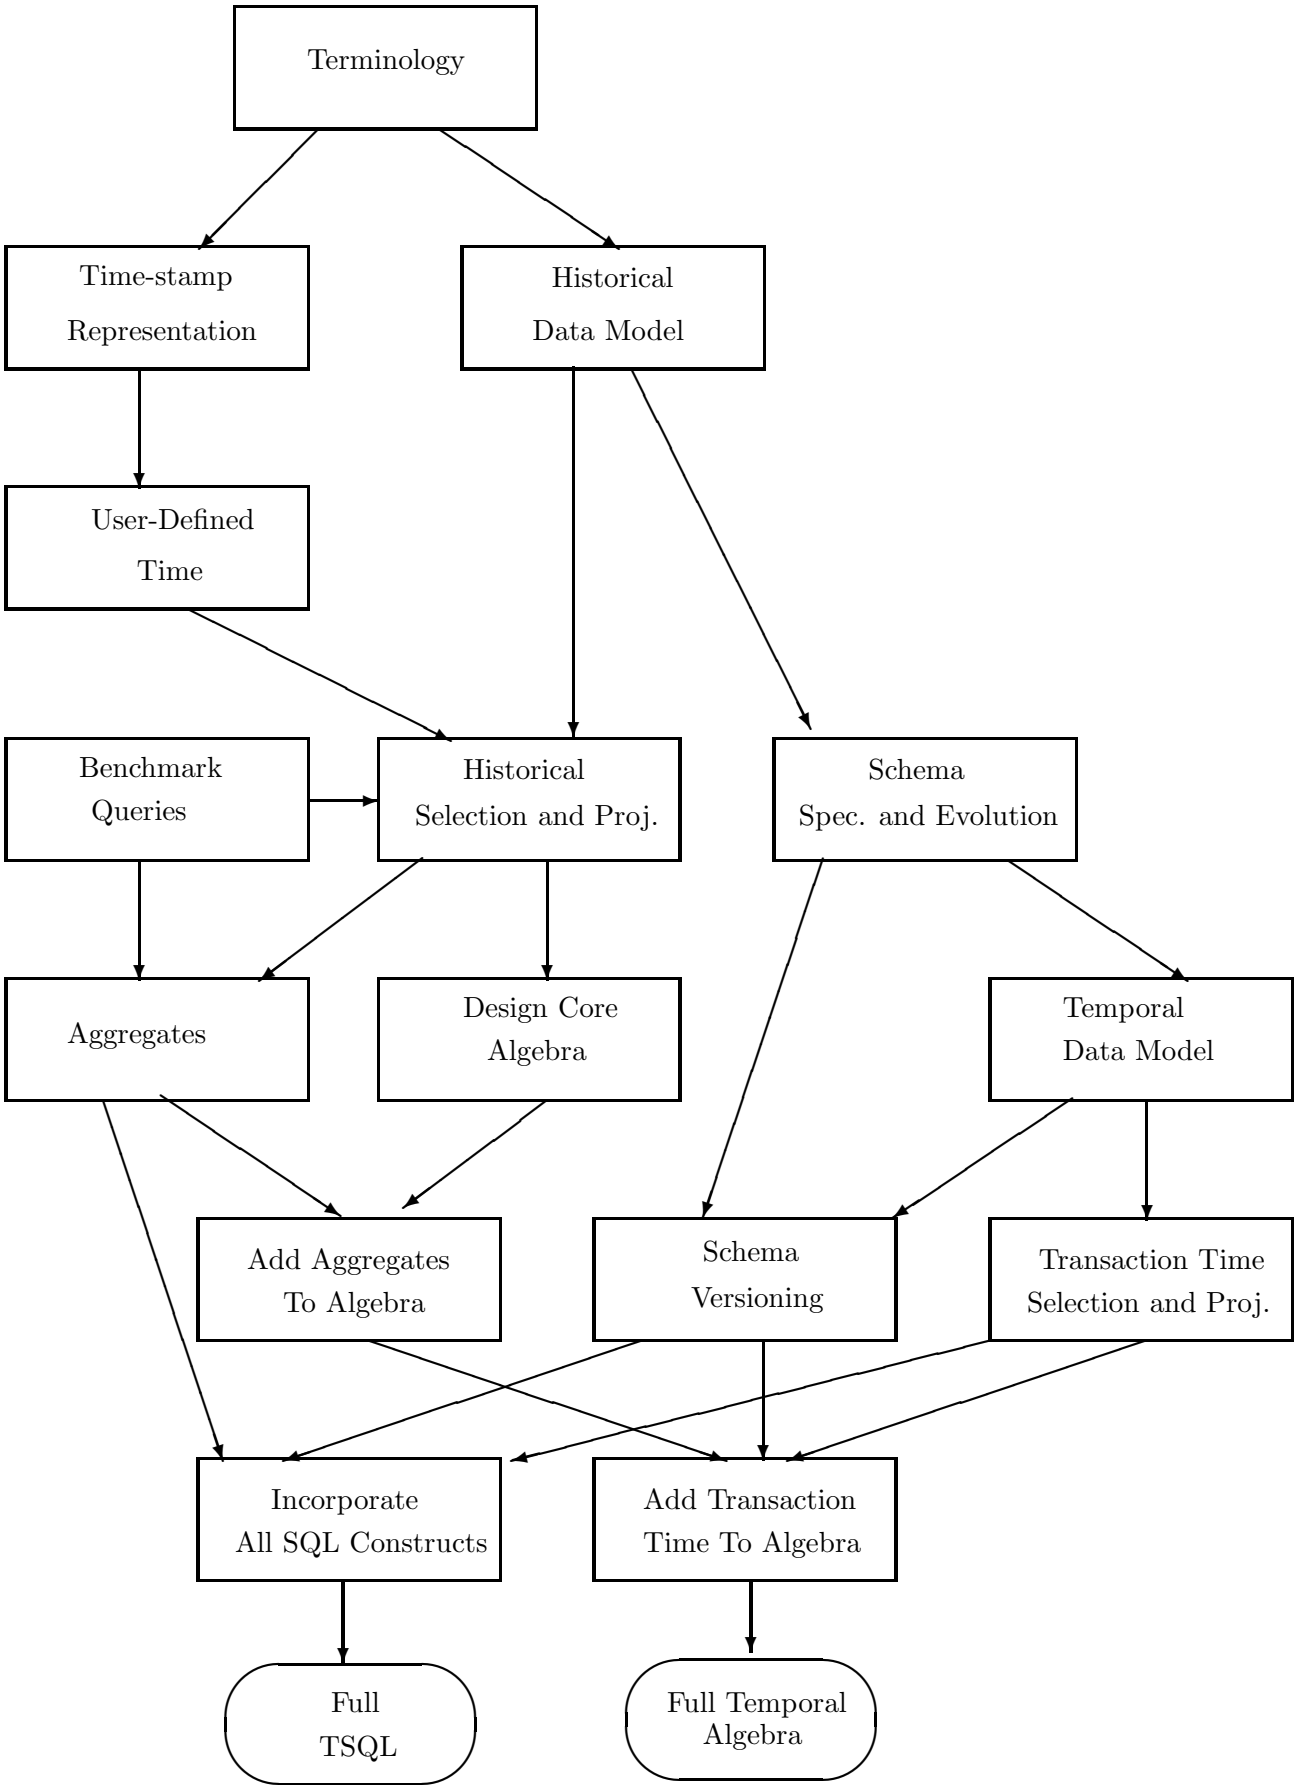 Terminology
Time-stamp
Representation
Historical
Data Model
User-Defined
Time
Benchmark
Queries
Historical
Selection and Proj.
Schema
Spec. and Evolution
Aggregates
Design Core
Algebra
Temporal
Data Model
Add Aggregates
To Algebra
Schema
Versioning
Transaction Time
Selection and Proj.
Incorporate
All SQL Constructs
Add Transaction
Time To Algebra
Full
TSQL
Full Temporal
Algebra